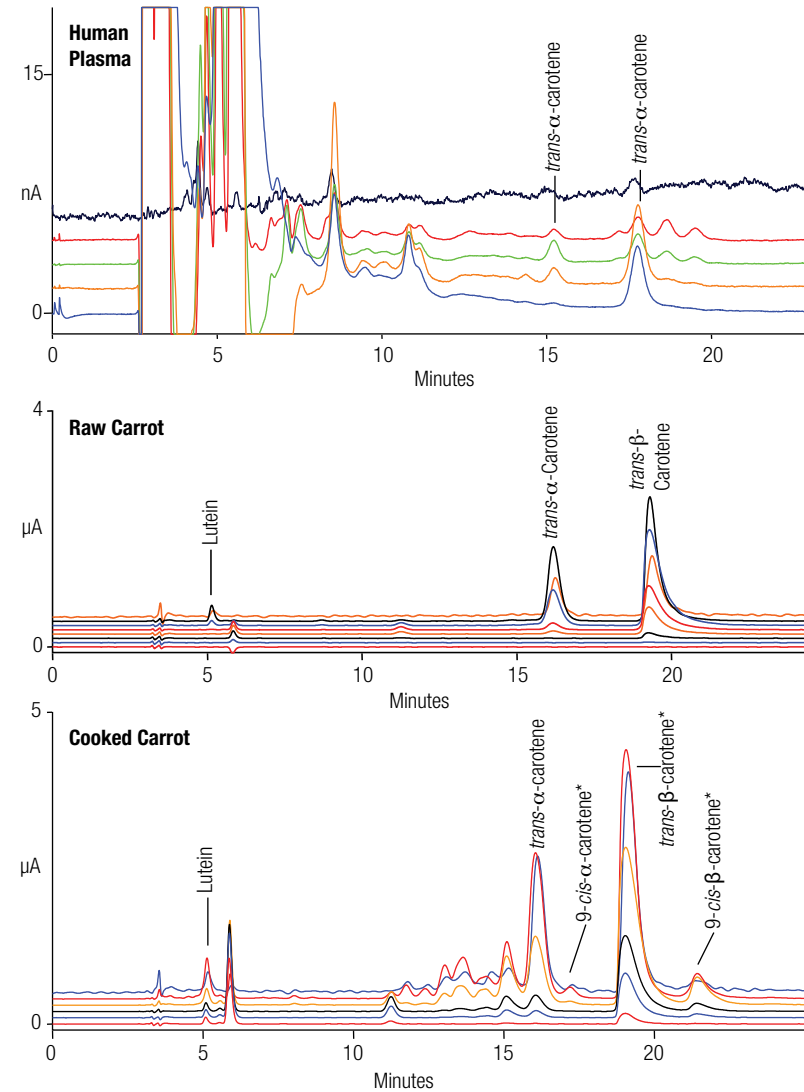 Human
Plasma
15
nA
0
trans-α-carotene
trans-α-carotene
0
5
10
15
20
Minutes
4
Raw Carrot
µA
0
Lutein
trans-α-Carotene
trans-β-
Carotene
0
5
10
15
20
Minutes
5
Cooked Carrot
µA
0
Lutein
trans-α-carotene
9-cis-α-carotene*
trans-β-carotene*
9-cis-β-carotene*
0
5
10
15
20
Minutes